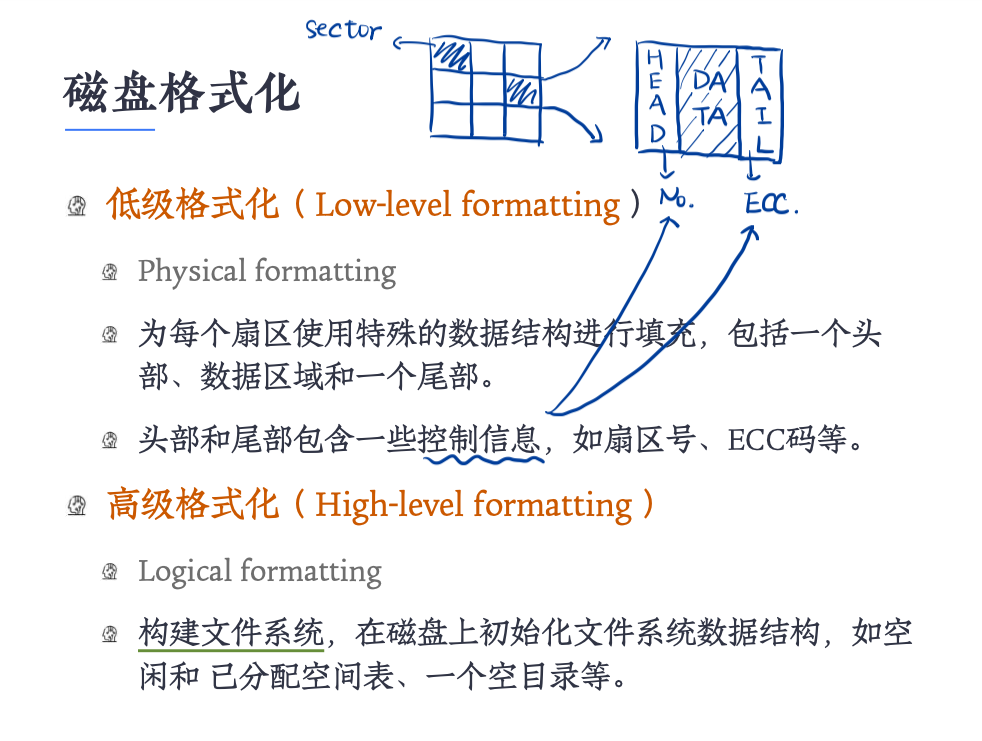 sector
磁盘格式化
HEAD
DATA
TAIL
No.
ECC.
低级格式化（Low-level formatting）
Physical formatting
为每个扇区使用特殊的数据结构进行填充，包括一个头
部、数据区域和一个尾部。
头部和尾部包含一些控制信息，如扇区号、ECC码等。
高级格式化（High-level formatting）
Logical formatting
构建文件系统，在磁盘上初始化文件系统数据结构，如空
闲和 已分配空间表、一个空目录等。